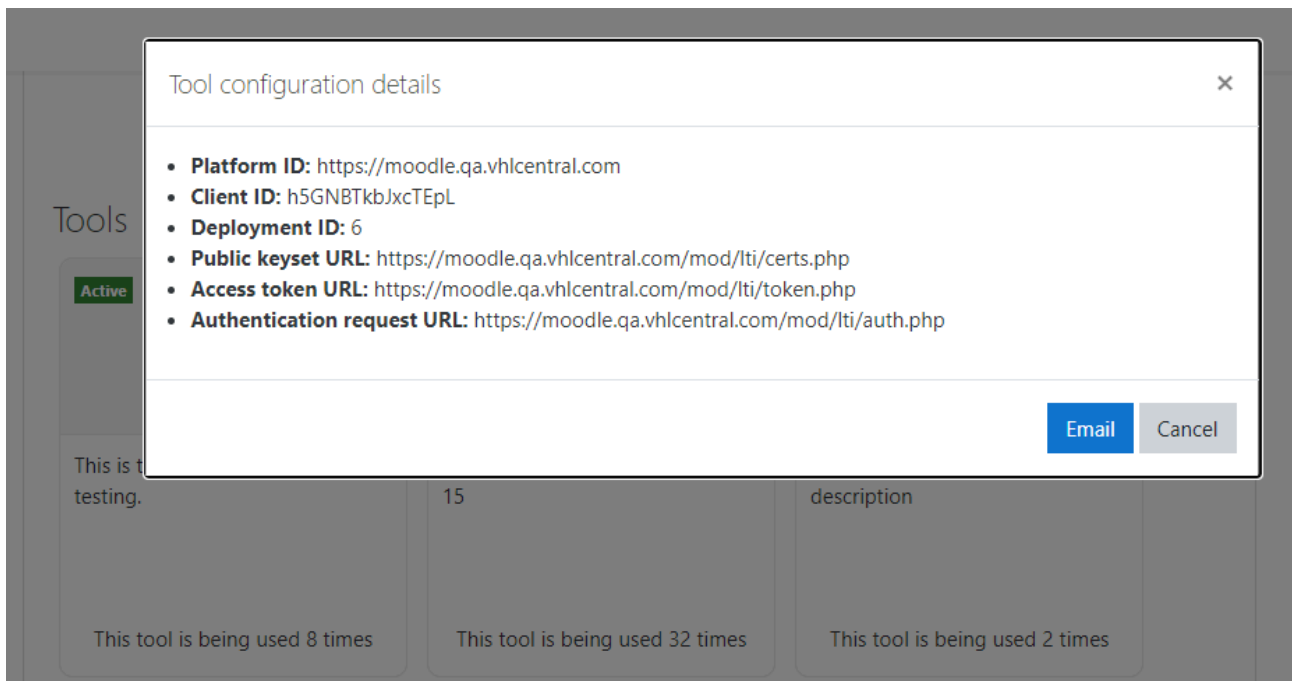 Tool configuration details
×
• Platform ID: https://moodle.qa.vhlcentral.com
• Client ID: h5GNBTkbJxcTEpL
• Deployment ID: 6
• Public keyset URL: https://moodle.qa.vhlcentral.com/mod/lti/certs.php
• Access token URL: https://moodle.qa.vhlcentral.com/mod/lti/token.php
• Authentication request URL: https://moodle.qa.vhlcentral.com/mod/lti/auth.php
Email Cancel
Tools
Active
This is t
testing.
15
description
This tool is being used 8 times
This tool is being used 32 times
This tool is being used 2 times